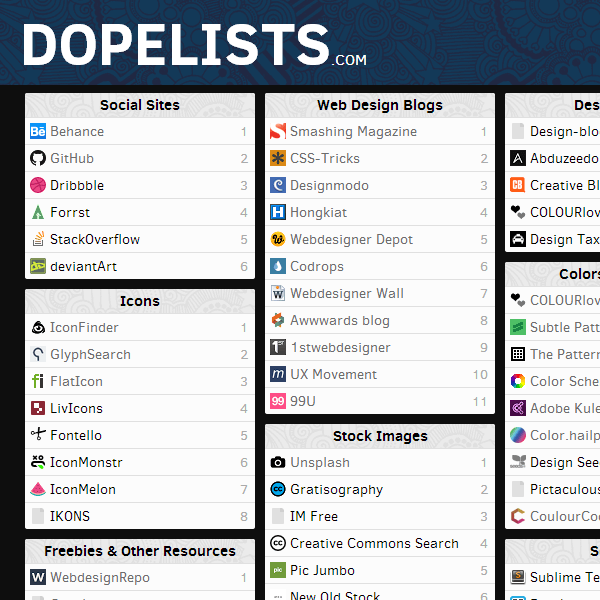 DOPELISTS.COM
Social Sites
Behance 1
GitHub 2
Dribbble 3
Forrst 4
StackOverflow 5
deviantArt 6
Icons
IconFinder 1
GlyphSearch 2
FlatIcon 3
LivIcons 4
Fontello 5
IconMonstr 6
IconMelon 7
IKONS 8
Freebies & Other Resources
WebdesignRepo 1
Web Design Blogs
Smashing Magazine 1
CSS-Tricks 2
Designmodo 3
Hongkiat 4
Webdesigner Depot 5
Codrops 6
Webdesigner Wall 7
Awwwards blog 8
1stwebdesigner 9
UX Movement 10
99U 11
Stock Images
Unsplash 1
Gratisography 2
IM Free 3
Creative Commons Search 4
Pic Jumbo 5
New Old Stock 6
Des
Design-blo
Abduzeedo
Creative Bl
COLOURlov
Design Tax
Colors
COLOURlov
Subtle Patt
The Pattern
Color Sche
Adobe Kule
Color.hailp
Design See
Pictaculous
CoulourCod
S
Sublime Te